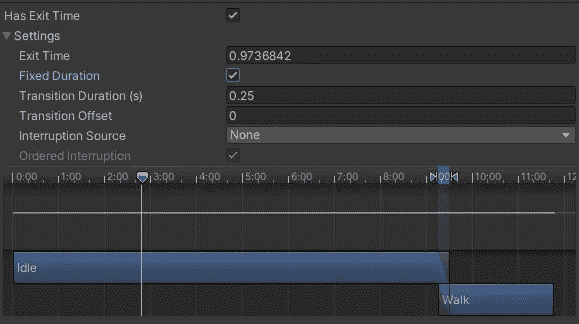 Has Exit Time
Settings
Exit Time 0.9736842
Fixed Duration
Transition Duration (s) 0.25
Transition Offset 0
Interruption Source None
Ordered Interruption
0:00 1:00 2:00 3:00 4:00 5:00 6:00 7:00 8:00 00 10:00 11:00 12
Idle
Walk